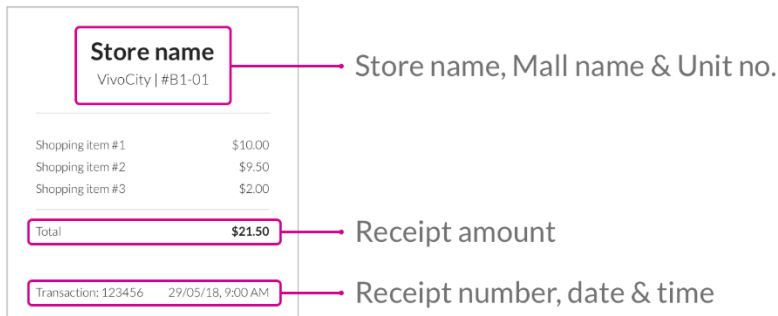 Store name
VivoCity | #B1-01
Store name, Mall name & Unit no.
Shopping item #1 $10.00
Shopping item #2 $9.50
Shopping item #3 $2.00
Total $21.50
Receipt amount
Transaction: 123456 29/05/18, 9:00 AM
Receipt number, date & time